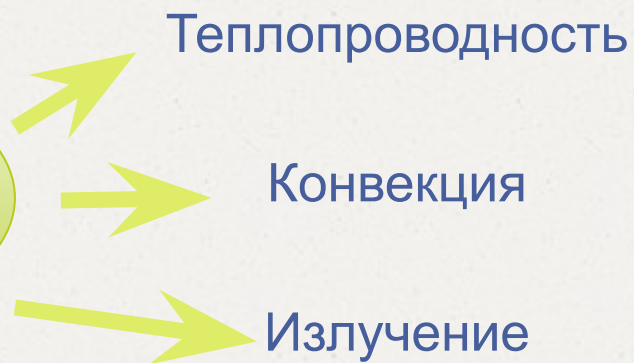 Теплопроводность
Конвекция
Излучение